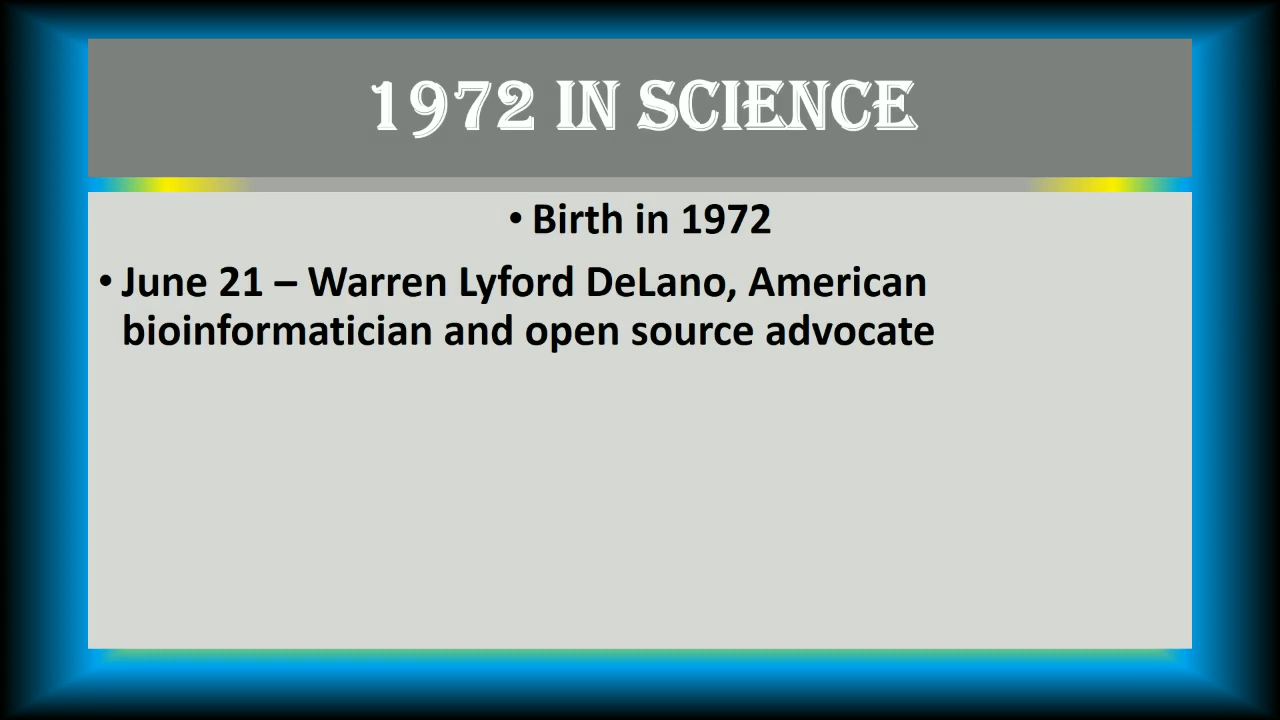 1972 IN SCIENCE
• Birth in 1972
• June 21 – Warren Lyford DeLano, American
bioinformatician and open source advocate